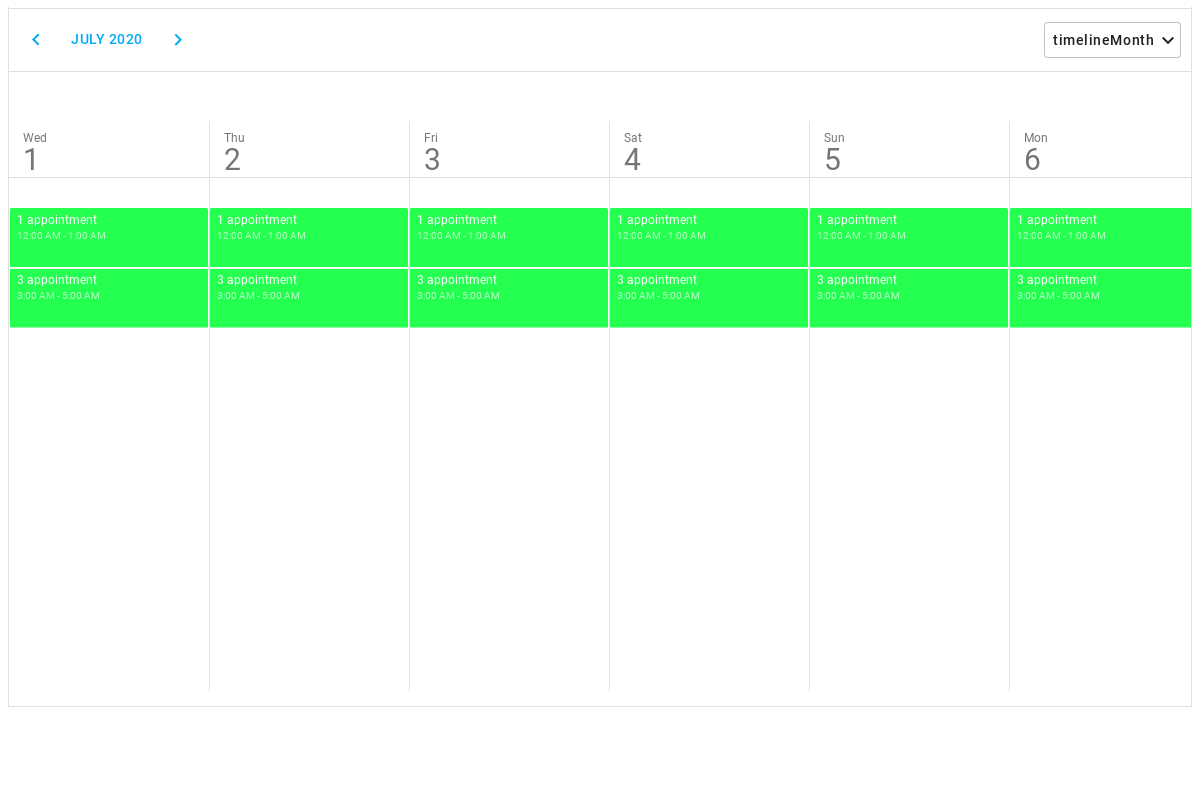 JULY 2020
timelineMonth
Wed
1
Thu
2
Fri
3
Sat
4
Sun
5
Mon
6
1 appointment
12:00 AM - 1:00 AM
1 appointment
12:00 AM - 1:00 AM
1 appointment
12:00 AM - 1:00 AM
1 appointment
12:00 AM - 1:00 AM
1 appointment
12:00 AM - 1:00 AM
1 appointment
12:00 AM - 1:00 AM
3 appointment
3:00 AM - 5:00 AM
3 appointment
3:00 AM - 5:00 AM
3 appointment
3:00 AM - 5:00 AM
3 appointment
3:00 AM - 5:00 AM
3 appointment
3:00 AM - 5:00 AM
3 appointment
3:00 AM - 5:00 AM